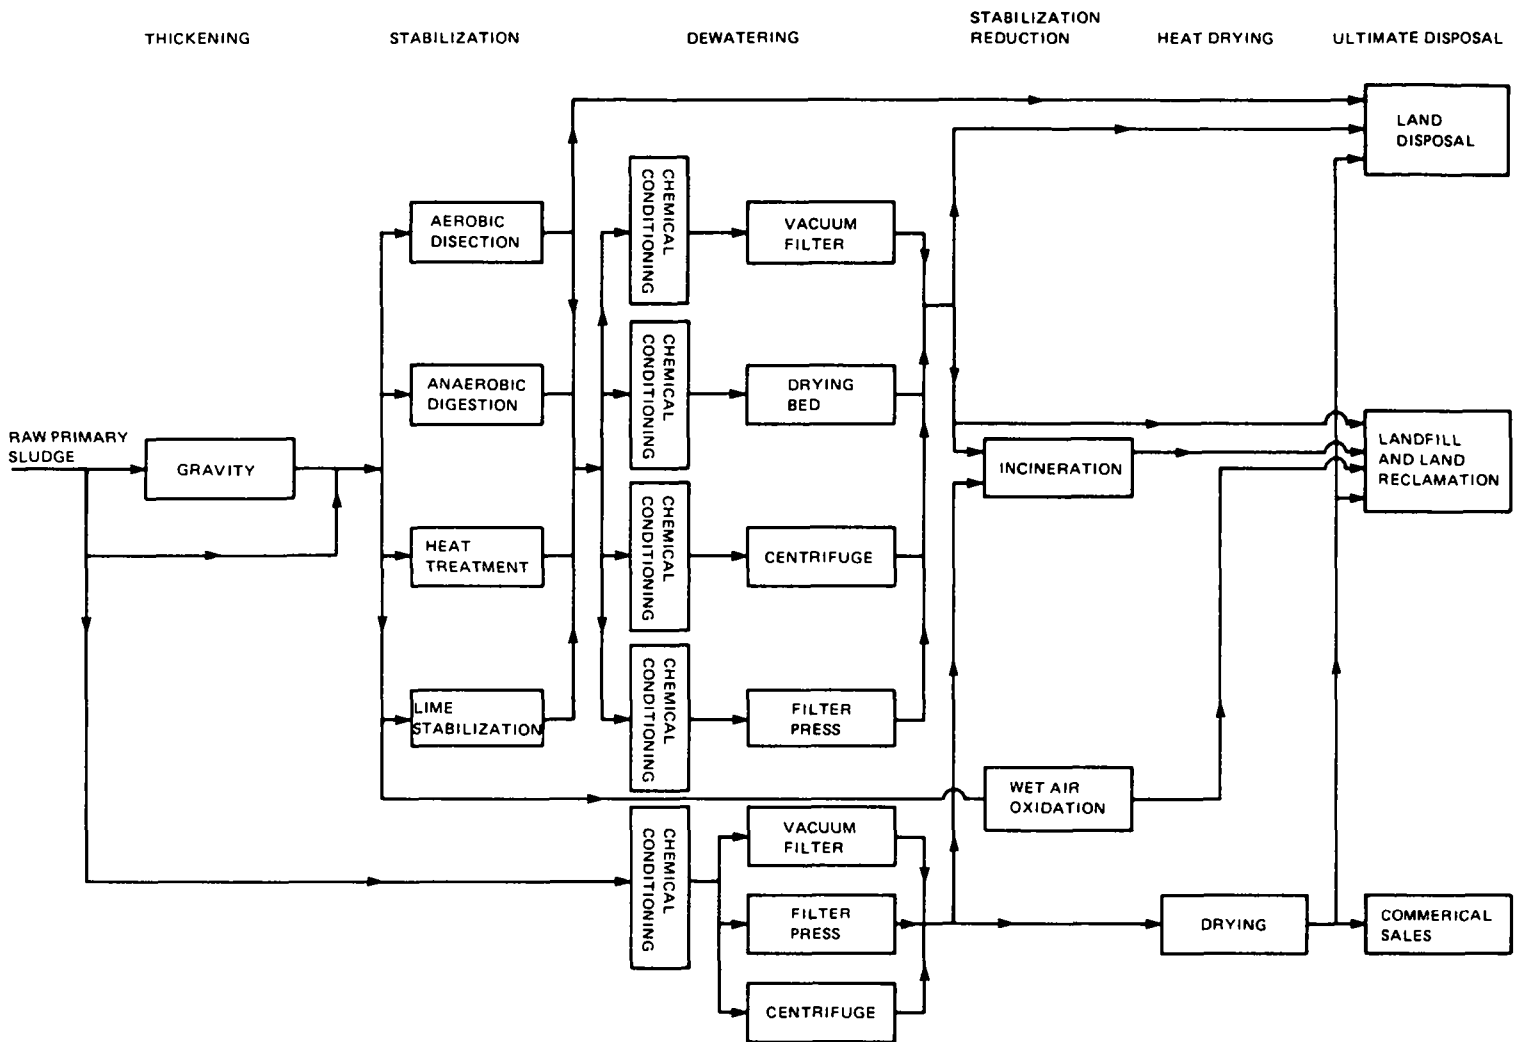 STABILIZATION
REDUCTION
THICKENING
STABILIZATION
DEWATERING
HEAT DRYING
ULTIMATE DISPOSAL
LAND
DISPOSAL
CHEMICAL
CONDITIONING
AEROBIC
DISECTION
VACUUM
FILTER
CHEMICAL
CONDITIONING
ANAEROBIC
DIGESTION
DRYING
BED
RAW PRIMARY
SLUDGE
GRAVITY
INCINERATION
LANDFILL
AND LAND
RECLAMATION
CHEMICAL
CONDITIONING
HEAT
TREATMENT
CENTRIFUGE
CHEMICAL
CONDITIONING
LIME
STABILIZATION
FILTER
PRESS
WET AIR
OXIDATION
CHEMICAL
CONDITIONING
VACUUM
FILTER
FILTER
PRESS
DRYING
COMMERICAL
SALES
CENTRIFUGE